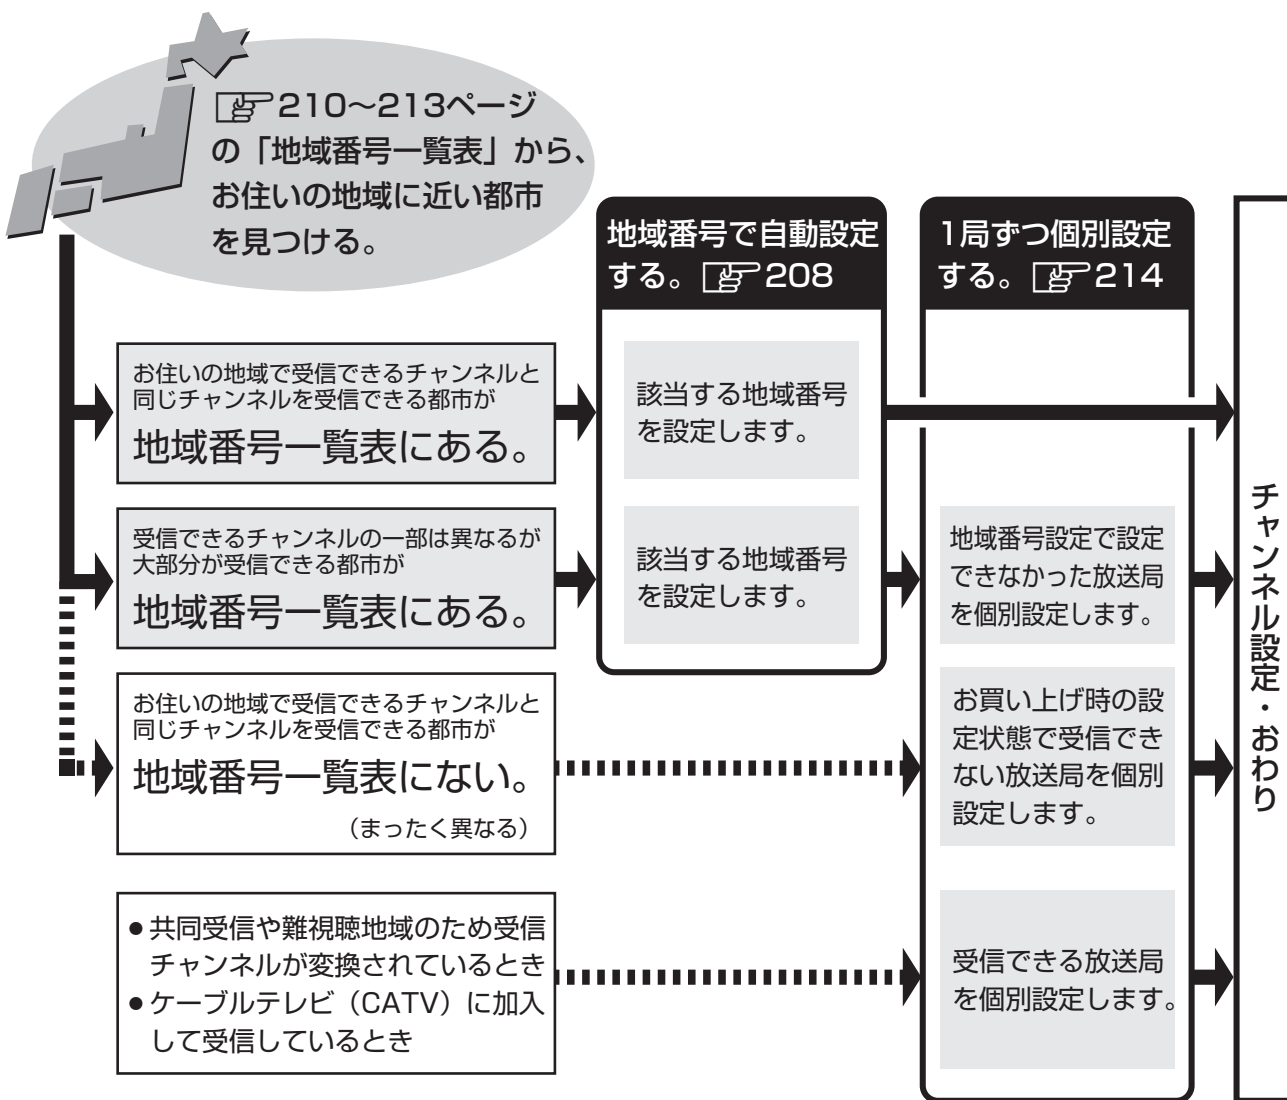 210～213ページ
の「地域番号一覧表」から、
お住いの地域に近い都市
を見つける。
地域番号で自動設定
する。 208
1局ずつ個別設定
する。 214
お住いの地域で受信できるチャンネルと
同じチャンネルを受信できる都市が
地域番号一覧表にある。
該当する地域番号
を設定します。
受信できるチャンネルの一部は異なるが
大部分が受信できる都市が
地域番号一覧表にある。
該当する地域番号
を設定します。
地域番号設定で設定
できなかった放送局
を個別設定します。
お住いの地域で受信できるチャンネルと
同じチャンネルを受信できる都市が
地域番号一覧表にない。
（まったく異なる）
お買い上げ時の設
定状態で受信でき
ない放送局を個別
設定します。
●共同受信や難視聴地域のため受信
チャンネルが変換されているとき
●ケーブルテレビ（CATV）に加入
して受信しているとき
受信できる放送局
を個別設定します。
チャンネル設定・おわり